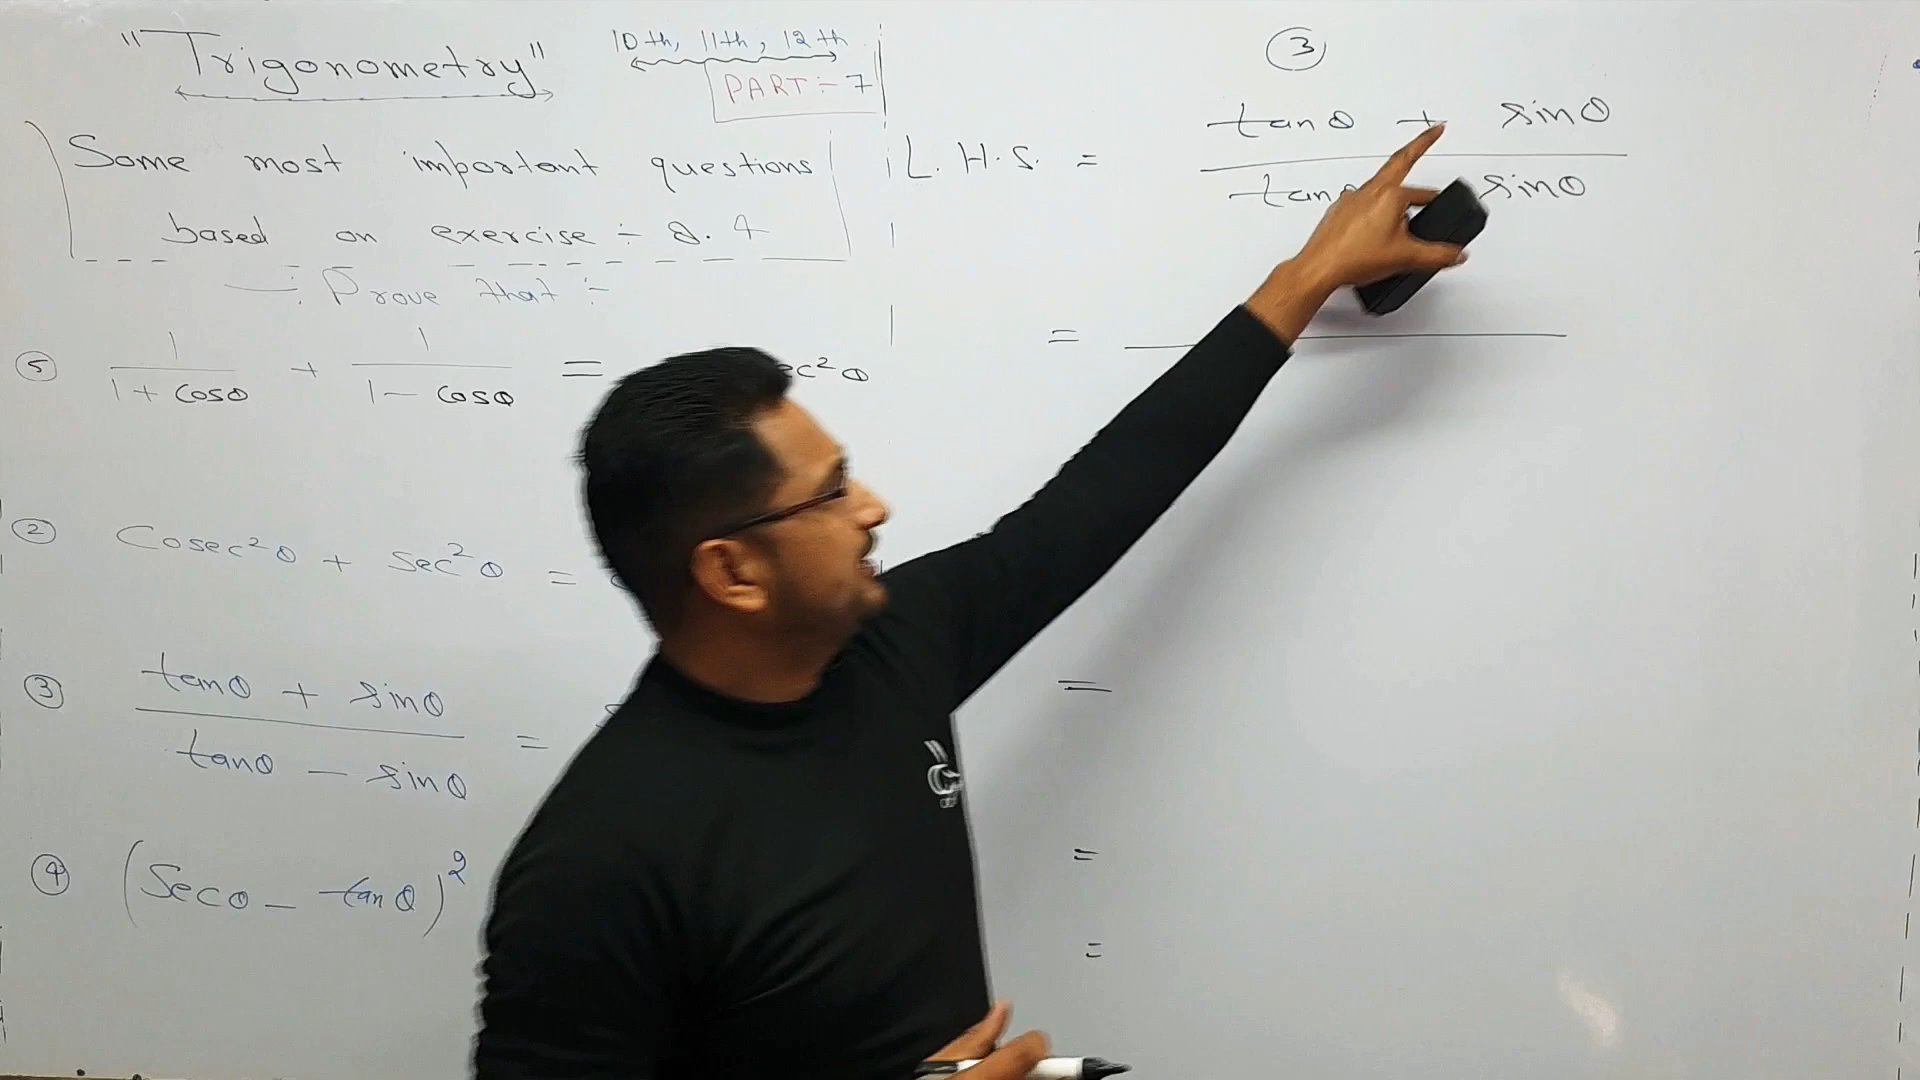 "Trigonometry"
10th, 11th, 12th
PART :- 7
Some most important questions
based on exercise :- 8.4
:- Prove that :-
⑤ 1/(1 + cosθ) + 1/(1 - cosθ) = ec²θ
② Cosec²θ + sec²θ =
③ (tanθ + sinθ)/(tanθ - sinθ) =
④ (Secθ - tanθ)²
③
L.H.S. = (tanθ + sinθ)/(tanθ sinθ)
=
=
=
=